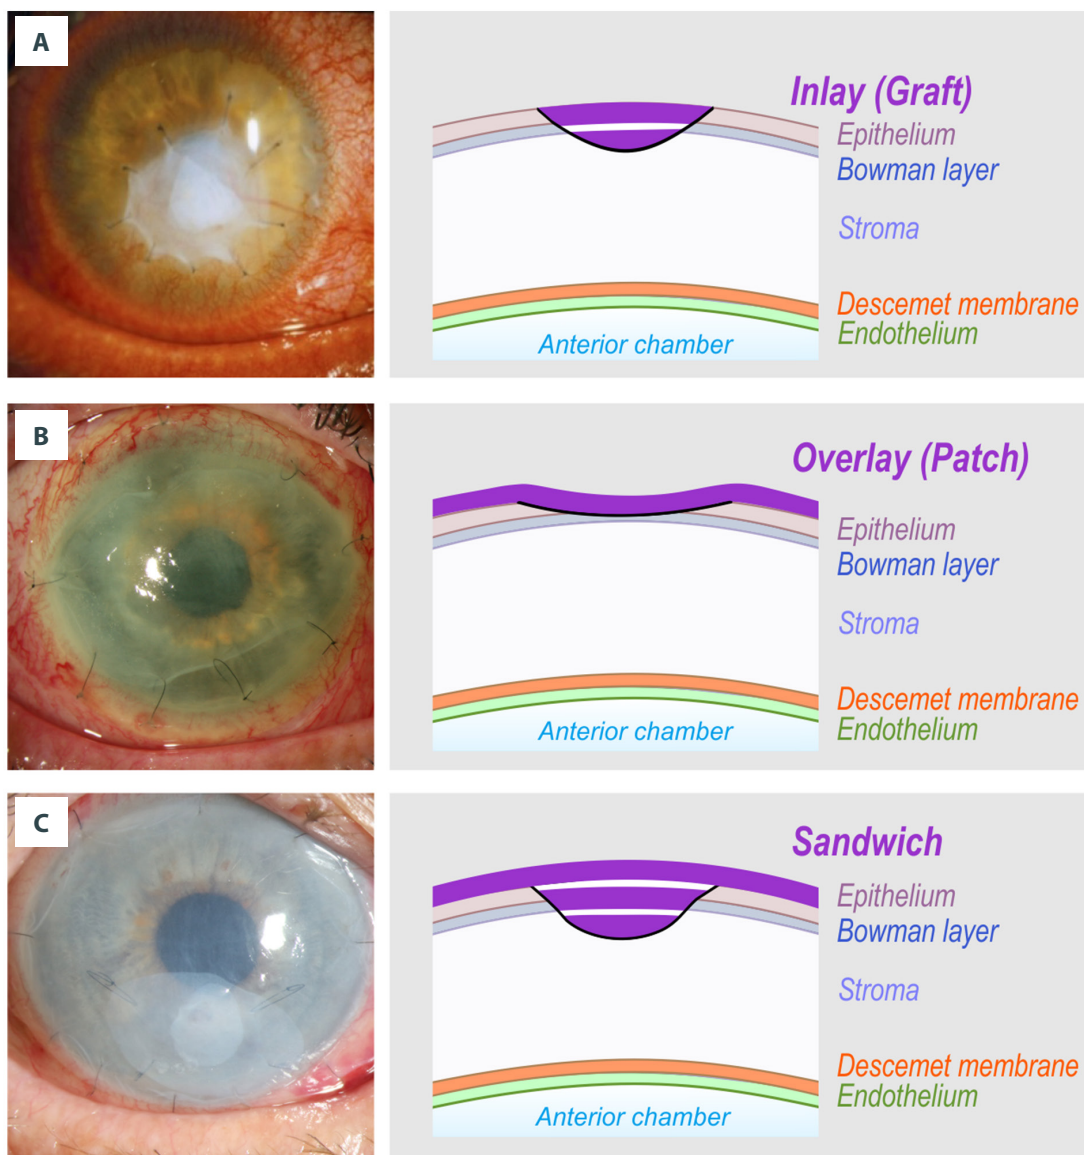 A
Inlay (Graft)
Epithelium
Bowman layer
Stroma
Descemet membrane
Endothelium
Anterior chamber
B
Overlay (Patch)
Epithelium
Bowman layer
Stroma
Descemet membrane
Endothelium
Anterior chamber
C
Sandwich
Epithelium
Bowman layer
Stroma
Descemet membrane
Endothelium
Anterior chamber